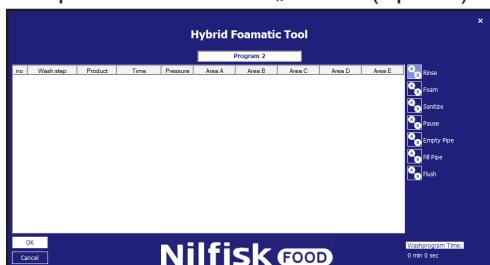 ×
Hybrid Foamatic Tool
Program 2
no Wash step Product Time Pressure Area A Area B Area C Area D Area E
Rinse
Foam
Sanitize
Pause
Empty Pipe
Fill Pipe
Flush
OK
Cancel
Nilfisk FOOD
Washprogram Time:
0 min 0 sec